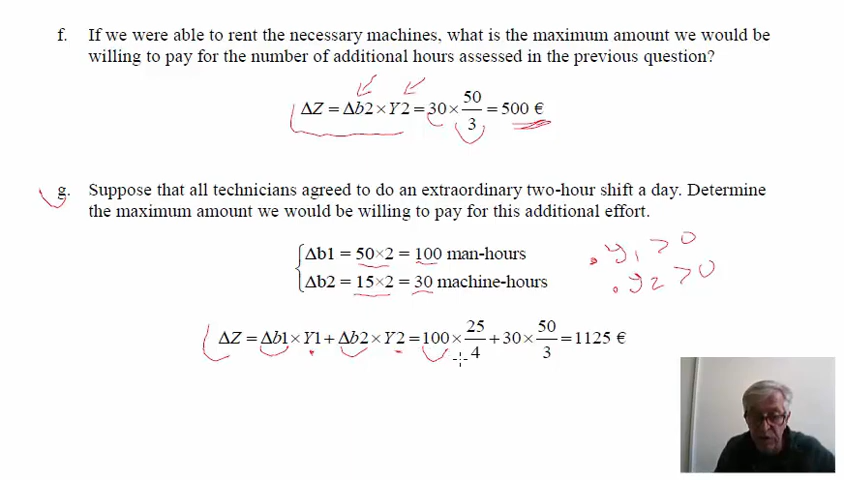 f. If we were able to rent the necessary machines, what is the maximum amount we would be
willing to pay for the number of additional hours assessed in the previous question?
ΔZ = Δb2 × Y2 = 30 × 50/3 = 500 €
g. Suppose that all technicians agreed to do an extraordinary two-hour shift a day. Determine
the maximum amount we would be willing to pay for this additional effort.
Δb1 = 50×2 = 100 man-hours
y1 > 0
Δb2 = 15×2 = 30 machine-hours
y2 > 0
ΔZ = Δb1 × Y1 + Δb2 × Y2 = 100 × 25/4 + 30 × 50/3 = 1125 €